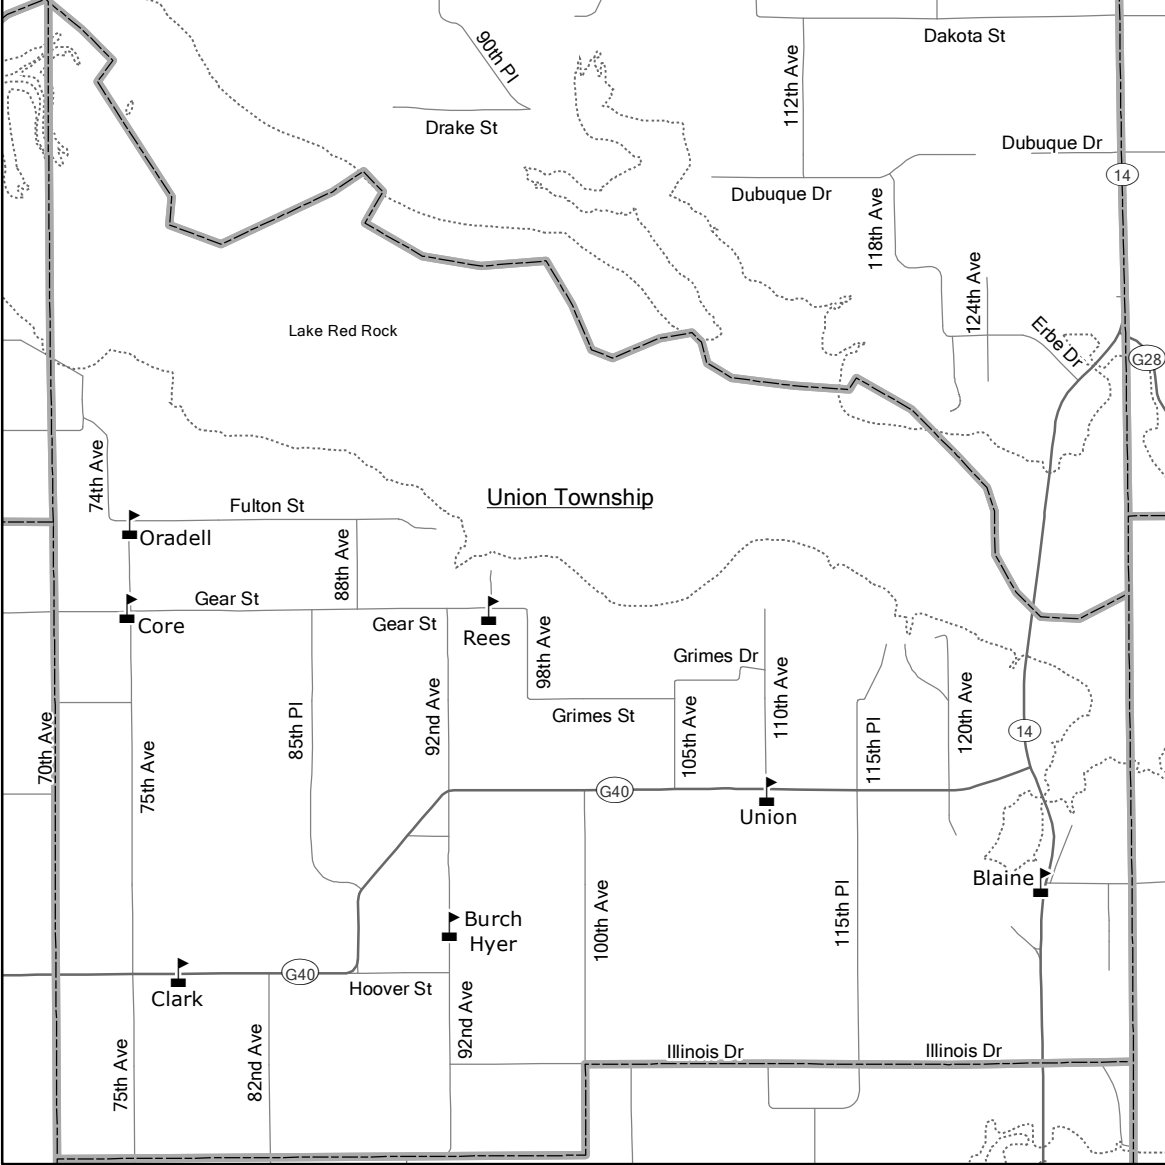 90th Pl
Dakota St
112th Ave
Drake St
Dubuque Dr
14
Dubuque Dr
118th Ave
124th Ave
Lake Red Rock
Erbe Dr
G28
74th Ave
Union Township
Fulton St
Oradell
88th Ave
Gear St
Core
Gear St
Rees
98th Ave
Grimes Dr
110th Ave
Grimes St
120th Ave
70th Ave
85th Pl
92nd Ave
105th Ave
115th Pl
14
75th Ave
G40
Union
Blaine
Burch
Hyer
100th Ave
115th Pl
G40
Clark
Hoover St
92nd Ave
75th Ave
82nd Ave
Illinois Dr
Illinois Dr